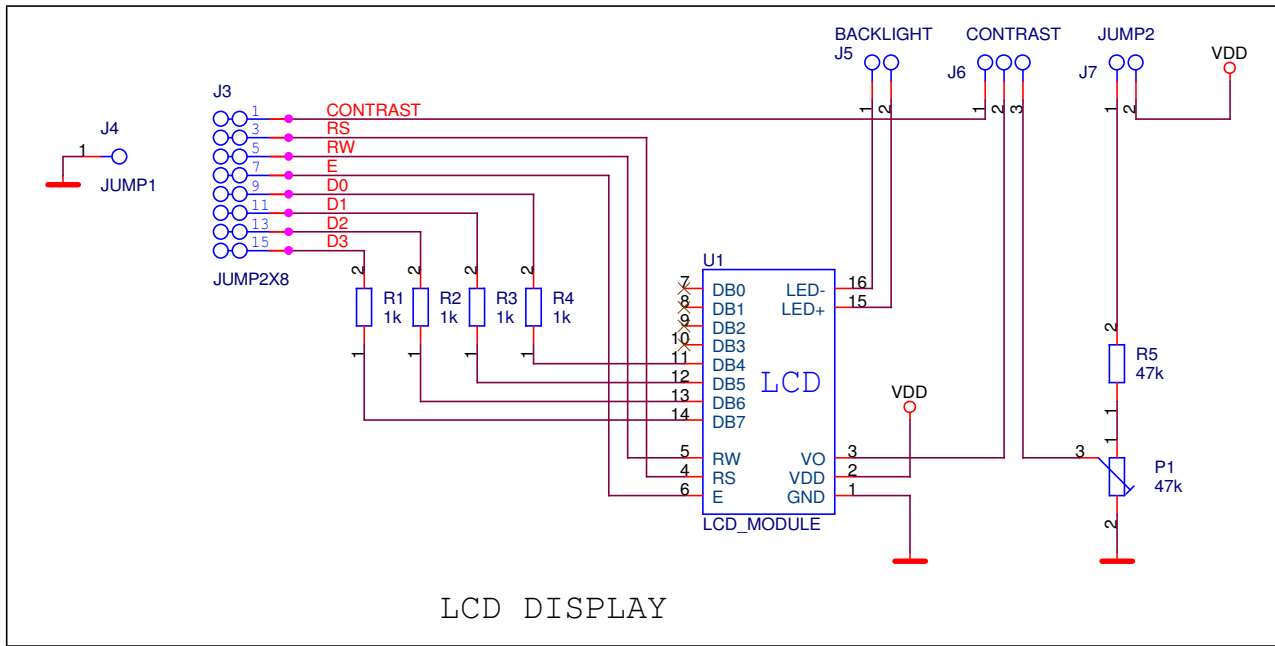 BACKLIGHT CONTRAST JUMP2
J5 J6 J7 VDD
1 2 1 2 3 1 2
J3
1 CONTRAST
3 RS
5 RW
7 E
9 D0
11 D1
13 D2
15 D3
JUMP2X8
J4
1
JUMP1
2 2 2 2
R1 R2 R3 R4
1k 1k 1k 1k
1 1 1 1
U1
7 DB0 LED- 16
8 DB1 LED+ 15
9 DB2
10 DB3
11 DB4
12 DB5 LCD
13 DB6
14 DB7
5 RW VO 3
4 RS VDD 2
6 E GND 1
LCD_MODULE
VDD
2
R5
47k
1
1
3 P1
47k
2
LCD DISPLAY